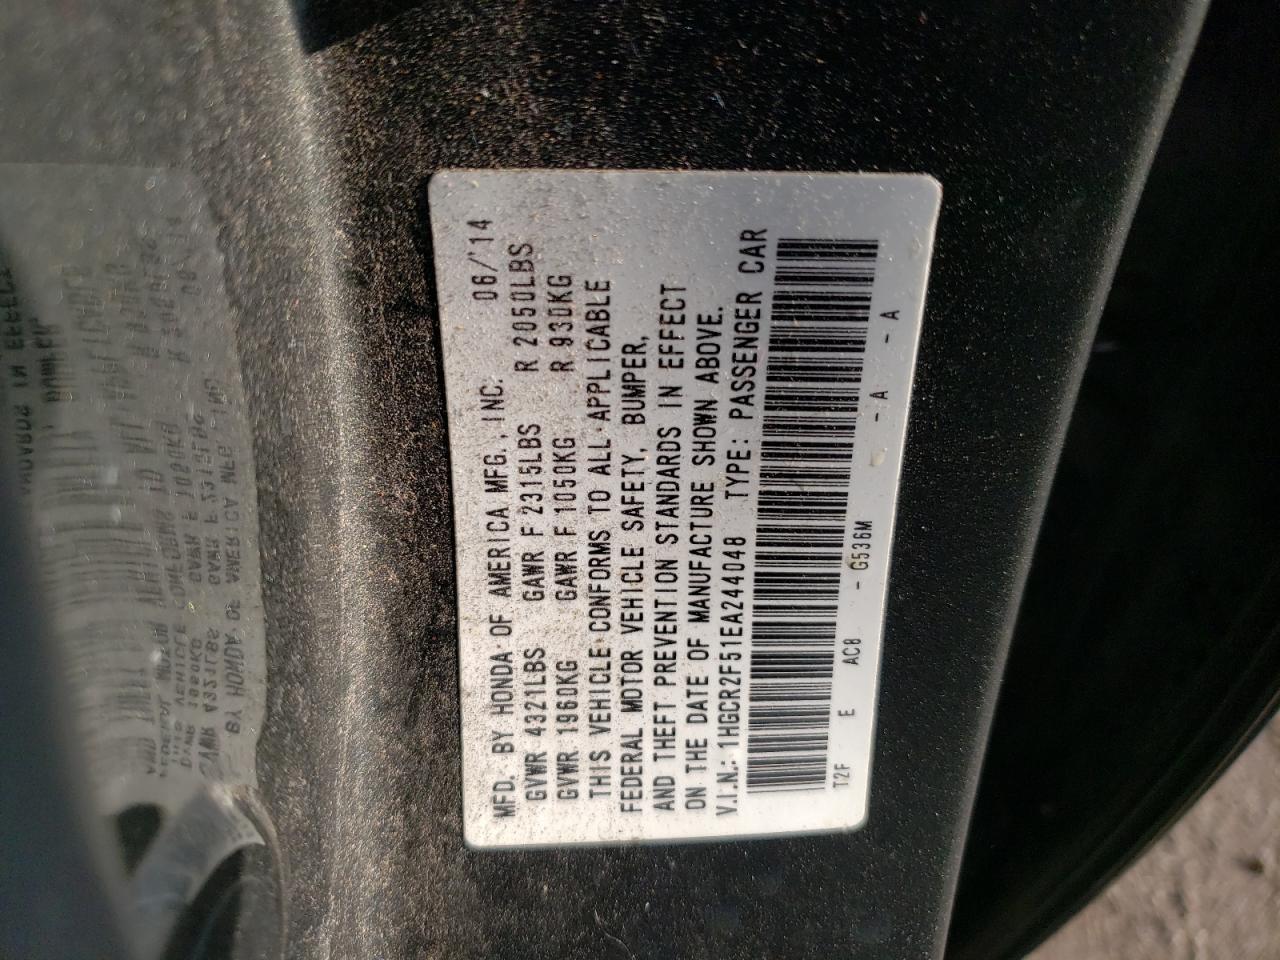 MFD. BY HONDA OF AMERICA MFG., INC. 06/'14
GVWR 4321LBS GAWR F 2315LBS R 2050LBS
GVWR 1960KG GAWR F 1050KG R 930KG
THIS VEHICLE CONFORMS TO ALL APPLICABLE
FEDERAL MOTOR VEHICLE SAFETY, BUMPER,
AND THEFT PREVENTION STANDARDS IN EFFECT
ON THE DATE OF MANUFACTURE SHOWN ABOVE.
V.I.N.: 1HGCR2F51EA244048 TYPE: PASSENGER CAR
T2F E AC8 - G536M - A - A